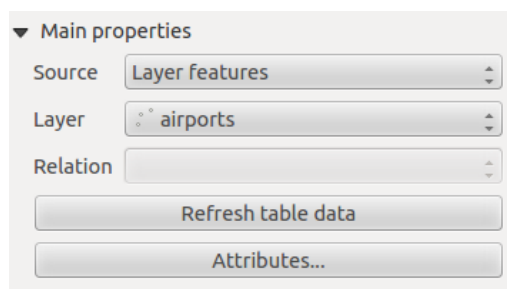 Main properties
Source Layer features
Layer airports
Relation
Refresh table data
Attributes...